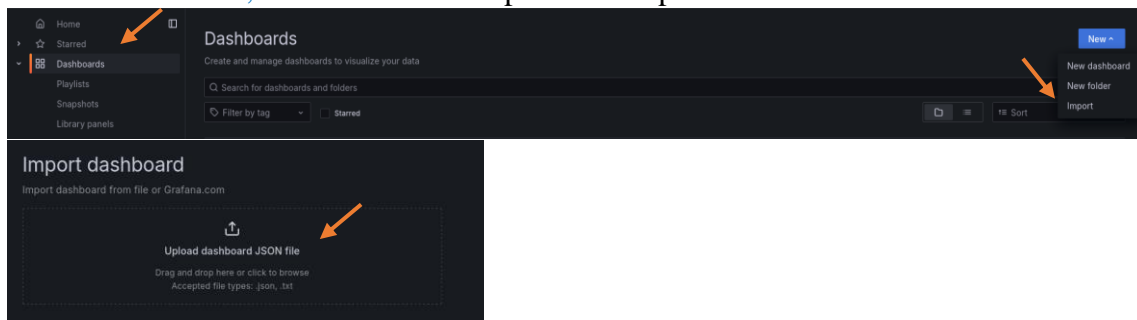 Home
Starred
Dashboards
Playlists
Snapshots
Library panels
Dashboards
Create and manage dashboards to visualize your data
Search for dashboards and folders
Filter by tag
Starred
Sort
New
New dashboard
New folder
Import
Import dashboard
Import dashboard from file or Grafana.com
Upload dashboard JSON file
Drag and drop here or click to browse
Accepted file types: .json, .txt